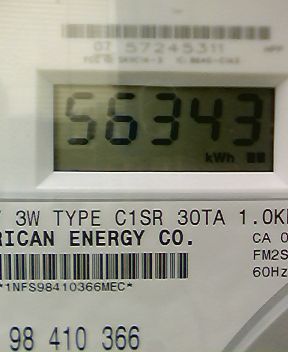 07 57245311
56343
kWh
3W TYPE C1SR 30TA 1.0K
RICAN ENERGY CO.
CA 0
FM2S
60Hz
*1NFS98410366MEC*
98 410 366